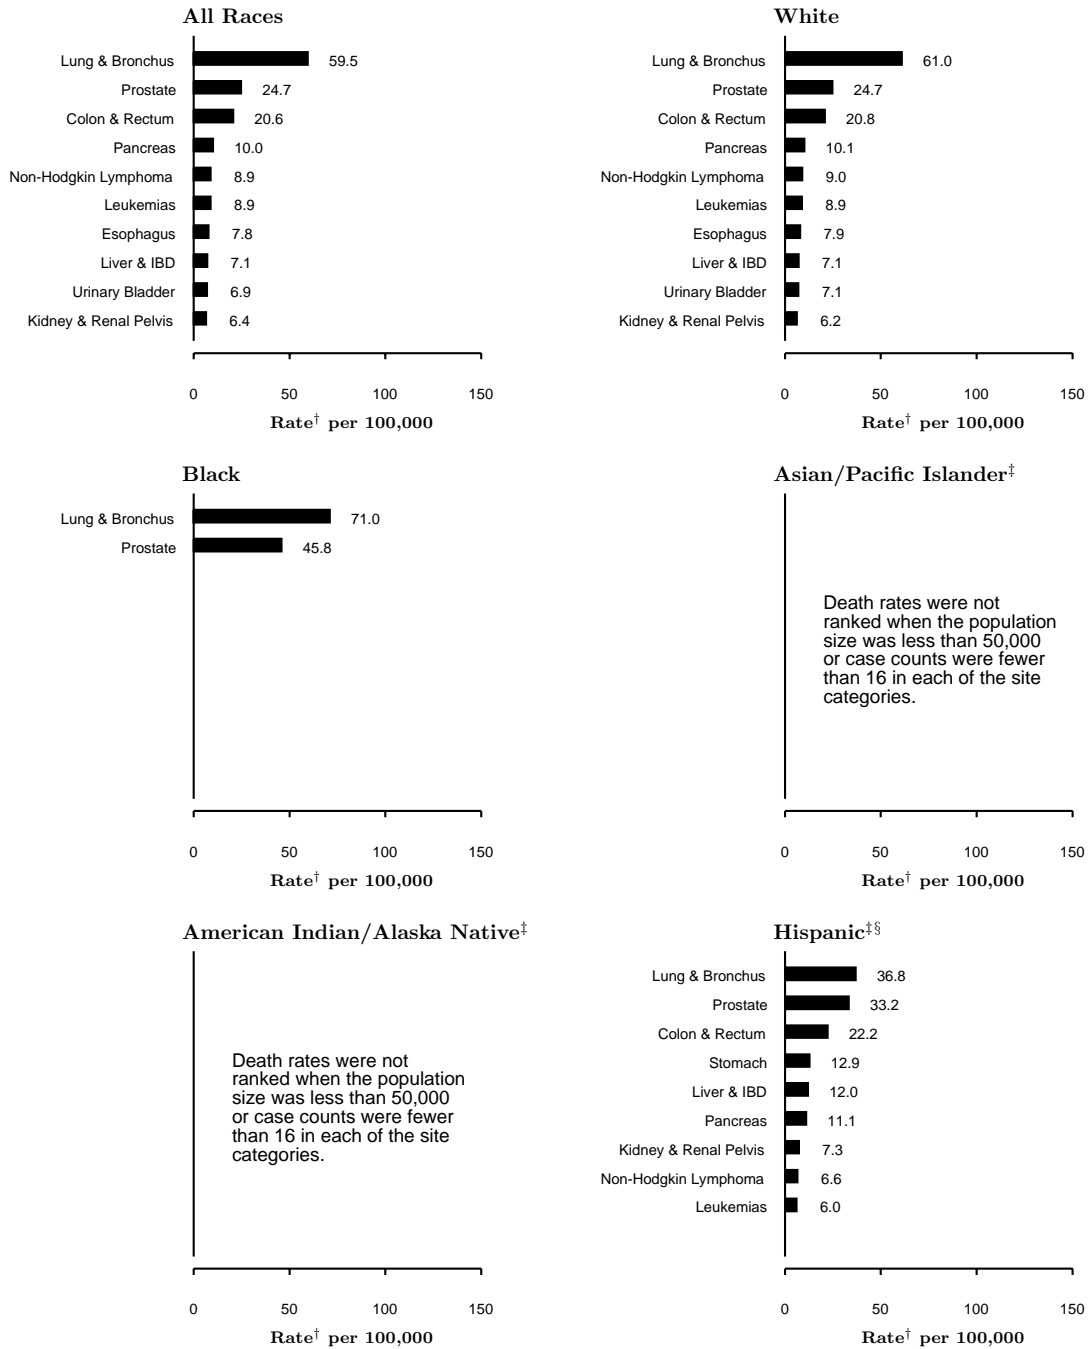 All Races
Lung & Bronchus 59.5
Prostate 24.7
Colon & Rectum 20.6
Pancreas 10.0
Non-Hodgkin Lymphoma 8.9
Leukemias 8.9
Esophagus 7.8
Liver & IBD 7.1
Urinary Bladder 6.9
Kidney & Renal Pelvis 6.4
0 50 100 150
Rate† per 100,000
White
Lung & Bronchus 61.0
Prostate 24.7
Colon & Rectum 20.8
Pancreas 10.1
Non-Hodgkin Lymphoma 9.0
Leukemias 8.9
Esophagus 7.9
Liver & IBD 7.1
Urinary Bladder 7.1
Kidney & Renal Pelvis 6.2
0 50 100 150
Rate† per 100,000
Black
Lung & Bronchus 71.0
Prostate 45.8
0 50 100 150
Rate† per 100,000
Asian/Pacific Islander‡
Death rates were not
ranked when the population
size was less than 50,000
or case counts were fewer
than 16 in each of the site
categories.
0 50 100 150
Rate† per 100,000
American Indian/Alaska Native‡
Death rates were not
ranked when the population
size was less than 50,000
or case counts were fewer
than 16 in each of the site
categories.
0 50 100 150
Rate† per 100,000
Hispanic‡§
Lung & Bronchus 36.8
Prostate 33.2
Colon & Rectum 22.2
Stomach 12.9
Liver & IBD 12.0
Pancreas 11.1
Kidney & Renal Pelvis 7.3
Non-Hodgkin Lymphoma 6.6
Leukemias 6.0
0 50 100 150
Rate† per 100,000